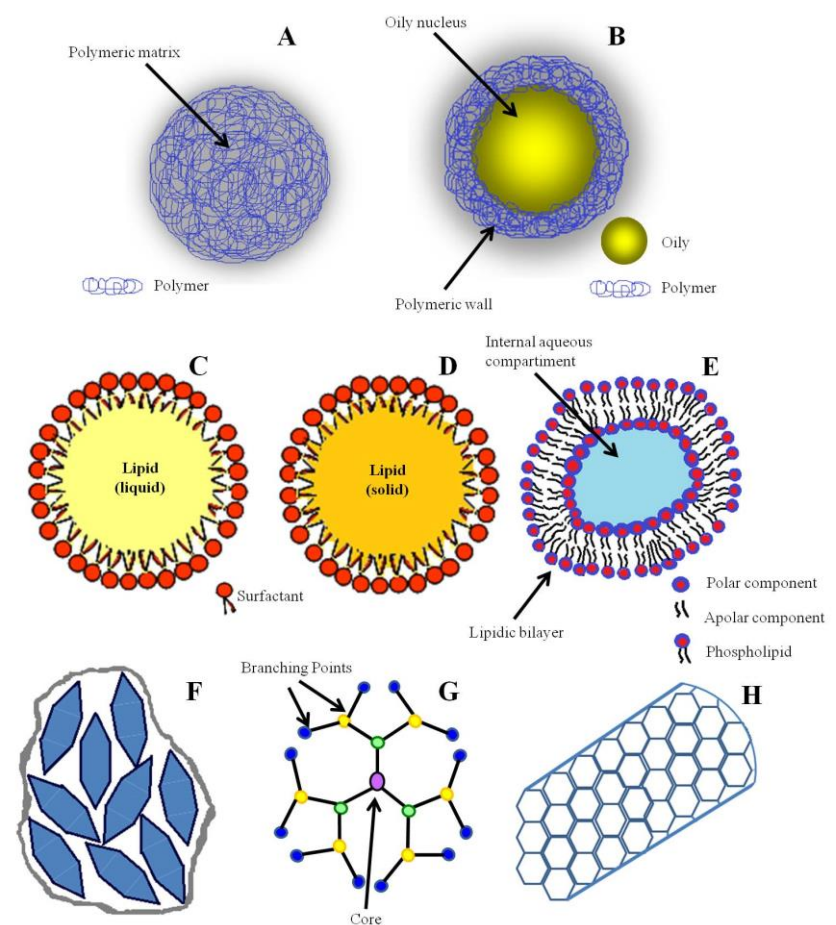 A
Polymeric matrix
Polymer
Oily nucleus
B
Oily
Polymeric wall
Polymer
C
Lipid
(liquid)
Surfactant
D
Lipid
(solid)
Internal aqueous
compartiment
E
Lipidic bilayer
Polar component
Apolar component
Phospholipid
F
Branching Points
G
Core
H